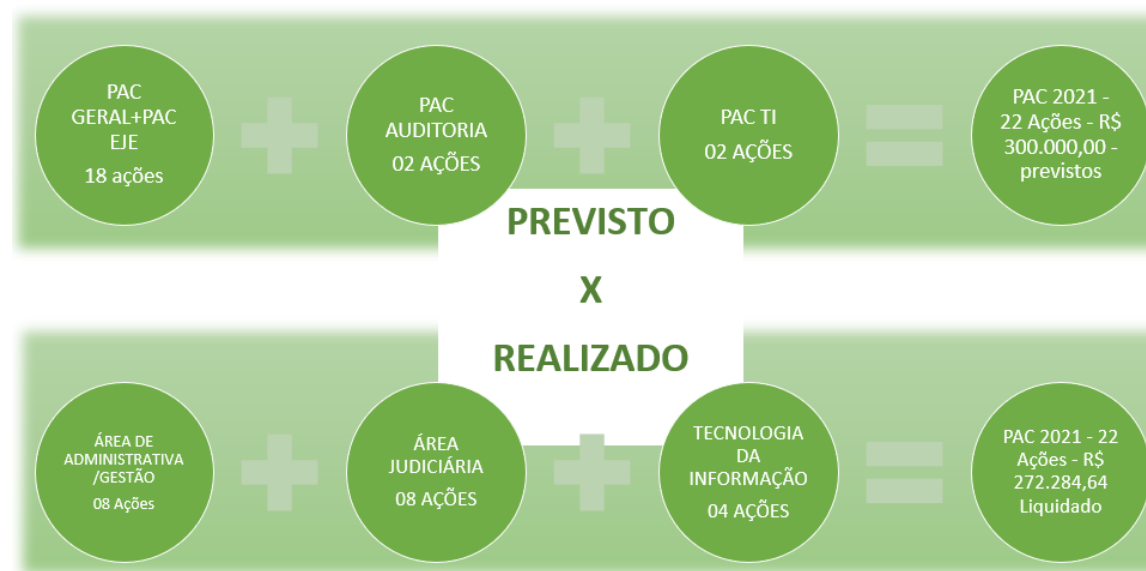 PAC
GERAL+PAC
EJE
18 ações
PAC
AUDITORIA
02 AÇÕES
PAC TI
02 AÇÕES
PAC 2021 -
22 Ações - R$
300.000,00 -
previstos
PREVISTO
X
REALIZADO
ÁREA DE
ADMINISTRATIVA
/GESTÃO
08 Ações
ÁREA
JUDICIÁRIA
08 AÇÕES
TECNOLOGIA
DA
INFORMAÇÃO
04 AÇÕES
PAC 2021 - 22
Ações - R$
272.284,64
Liquidado